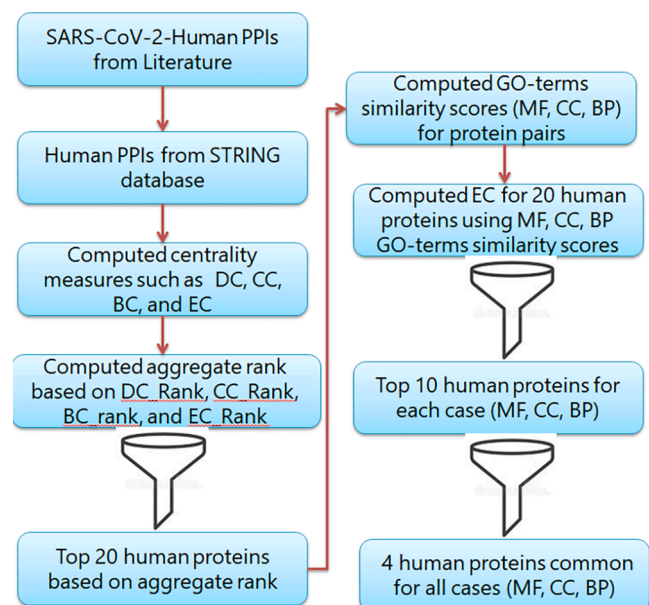 SARS-CoV-2-Human PPIs
from Literature
Human PPIs from STRING
database
Computed centrality
measures such as DC, CC,
BC, and EC
Computed aggregate rank
based on DC_Rank, CC_Rank,
BC_rank, and EC_Rank
Top 20 human proteins
based on aggregate rank
Computed GO-terms
similarity scores (MF, CC, BP)
for protein pairs
Computed EC for 20 human
proteins using MF, CC, BP
GO-terms similarity scores
Top 10 human proteins for
each case (MF, CC, BP)
4 human proteins common
for all cases (MF, CC, BP)